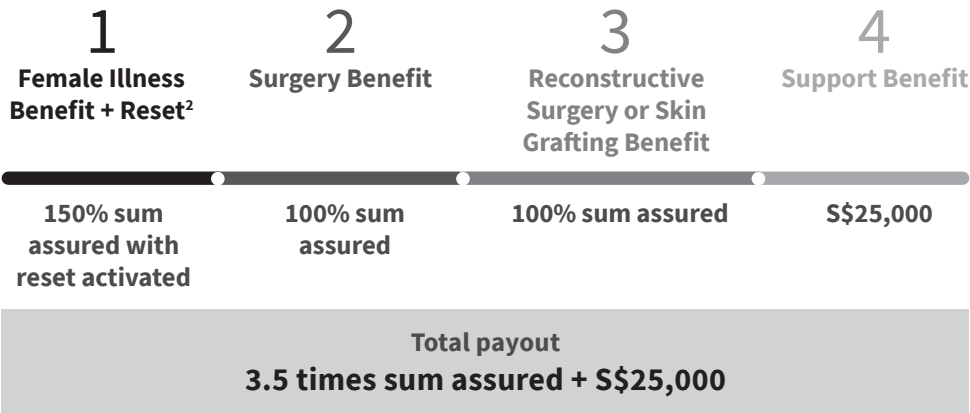 1
Female Illness
Benefit + Reset²
150% sum
assured with
reset activated
2
Surgery Benefit
100% sum
assured
3
Reconstructive
Surgery or Skin
Grafting Benefit
100% sum assured
4
Support Benefit
S$25,000
Total payout
3.5 times sum assured + S$25,000